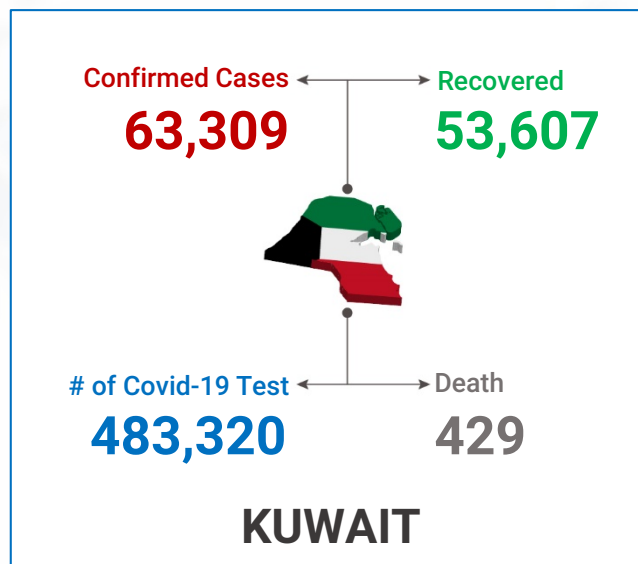 Confirmed Cases
63,309
Recovered
53,607
# of Covid-19 Test
483,320
Death
429
KUWAIT